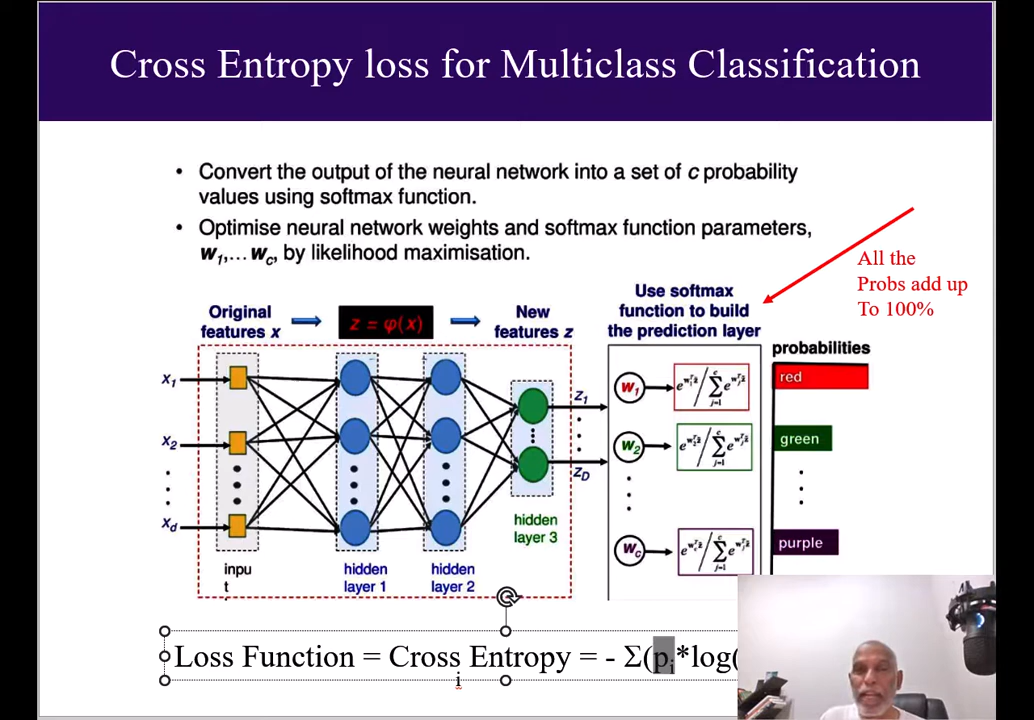 Cross Entropy loss for Multiclass Classification
• Convert the output of the neural network into a set of c probability
values using softmax function.
• Optimise neural network weights and softmax function parameters,
w₁,... w꜀, by likelihood maximisation.
All the
Probs add up
To 100%
Original
features x
z = φ(x)
New
features z
Use softmax
function to build
the prediction layer
probabilities
x₁
x₂
x_d
z₁
z_D
w₁
w₂
w_c
red
green
purple
hidden
layer 3
inpu
t
hidden
layer 1
hidden
layer 2
Loss Function = Cross Entropy = - Σ(pᵢ*log(
i